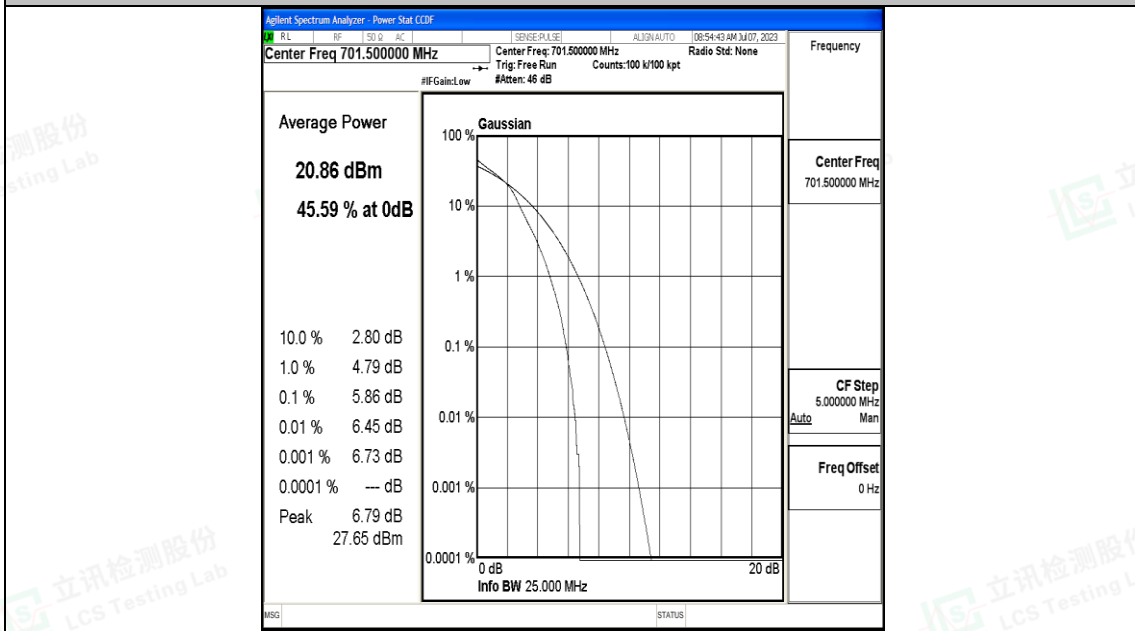 Agilent Spectrum Analyzer - Power Stat CCDF
RL RF 50 Ω AC SENSE:PULSE ALIGN AUTO 08:54:43 AM Jul 07, 2023
Center Freq 701.500000 MHz
Center Freq: 701.500000 MHz Radio Std: None
Trig: Free Run Counts:100 k/100 kpt
#IFGain:Low #Atten: 46 dB
Frequency
Average Power
20.86 dBm
45.59 % at 0dB
10.0 % 2.80 dB
1.0 % 4.79 dB
0.1 % 5.86 dB
0.01 % 6.45 dB
0.001 % 6.73 dB
0.0001 % --- dB
Peak 6.79 dB
27.65 dBm
Gaussian
100 %
10 %
1 %
0.1 %
0.01 %
0.001 %
0.0001 %
0 dB 20 dB
Info BW 25.000 MHz
Center Freq
701.500000 MHz
CF Step
5.000000 MHz
Auto Man
Freq Offset
0 Hz
MSG STATUS
立讯检测股份
LCS Testing Lab